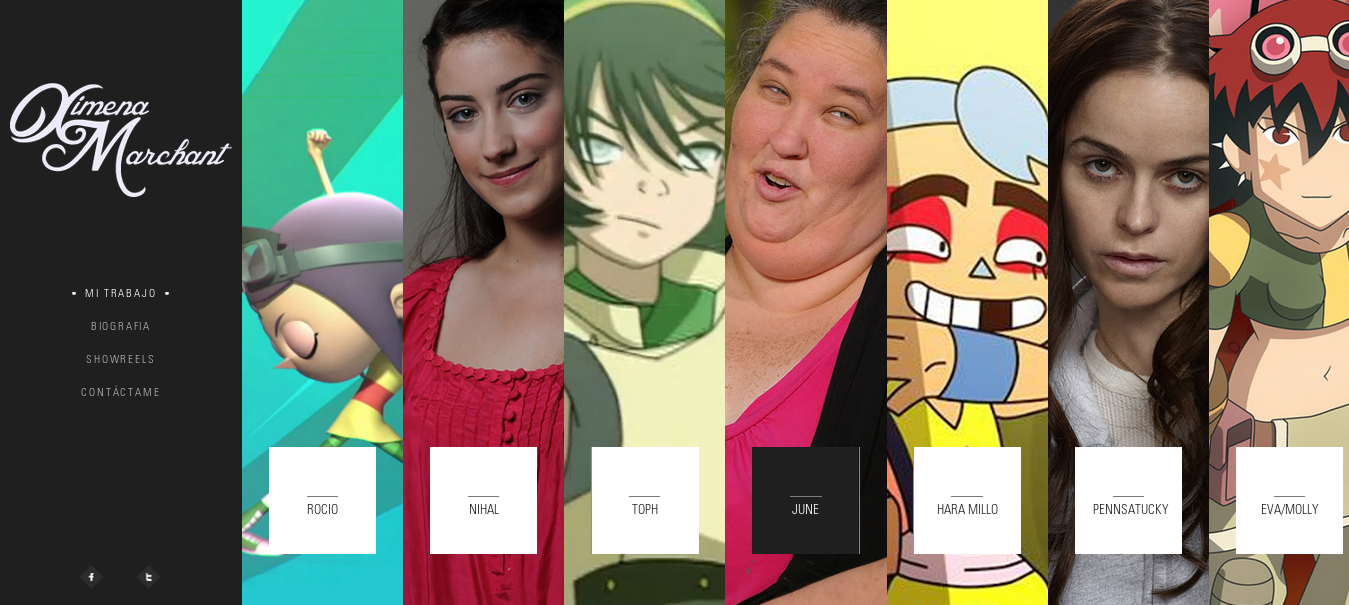 Ximena
Marchant
MI TRABAJO
BIOGRAFIA
SHOWREELS
CONTÁCTAME
ROCIO
NIHAL
TOPH
JUNE
HARA MILLO
PENNSATUCKY
EVA/MOLLY